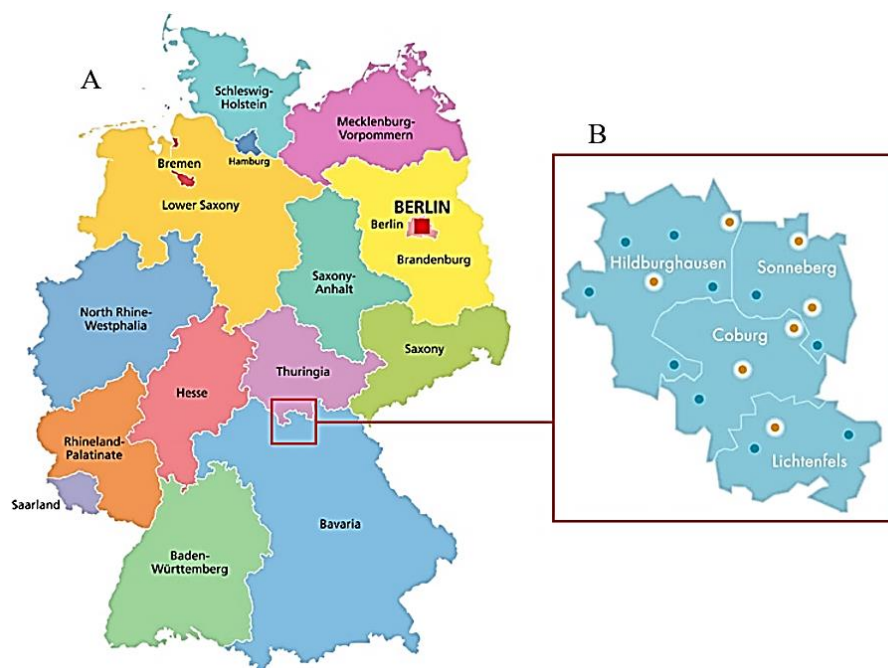 A
Schleswig-
Holstein
Mecklenburg-
Vorpommern
Hamburg
Bremen
Lower Saxony
BERLIN
Berlin
Brandenburg
Saxony-
Anhalt
North Rhine-
Westphalia
Saxony
Thuringia
Hesse
Rhineland-
Palatinate
Saarland
Bavaria
Baden-
Württemberg
B
Hildburghausen
Sonneberg
Coburg
Lichtenfels